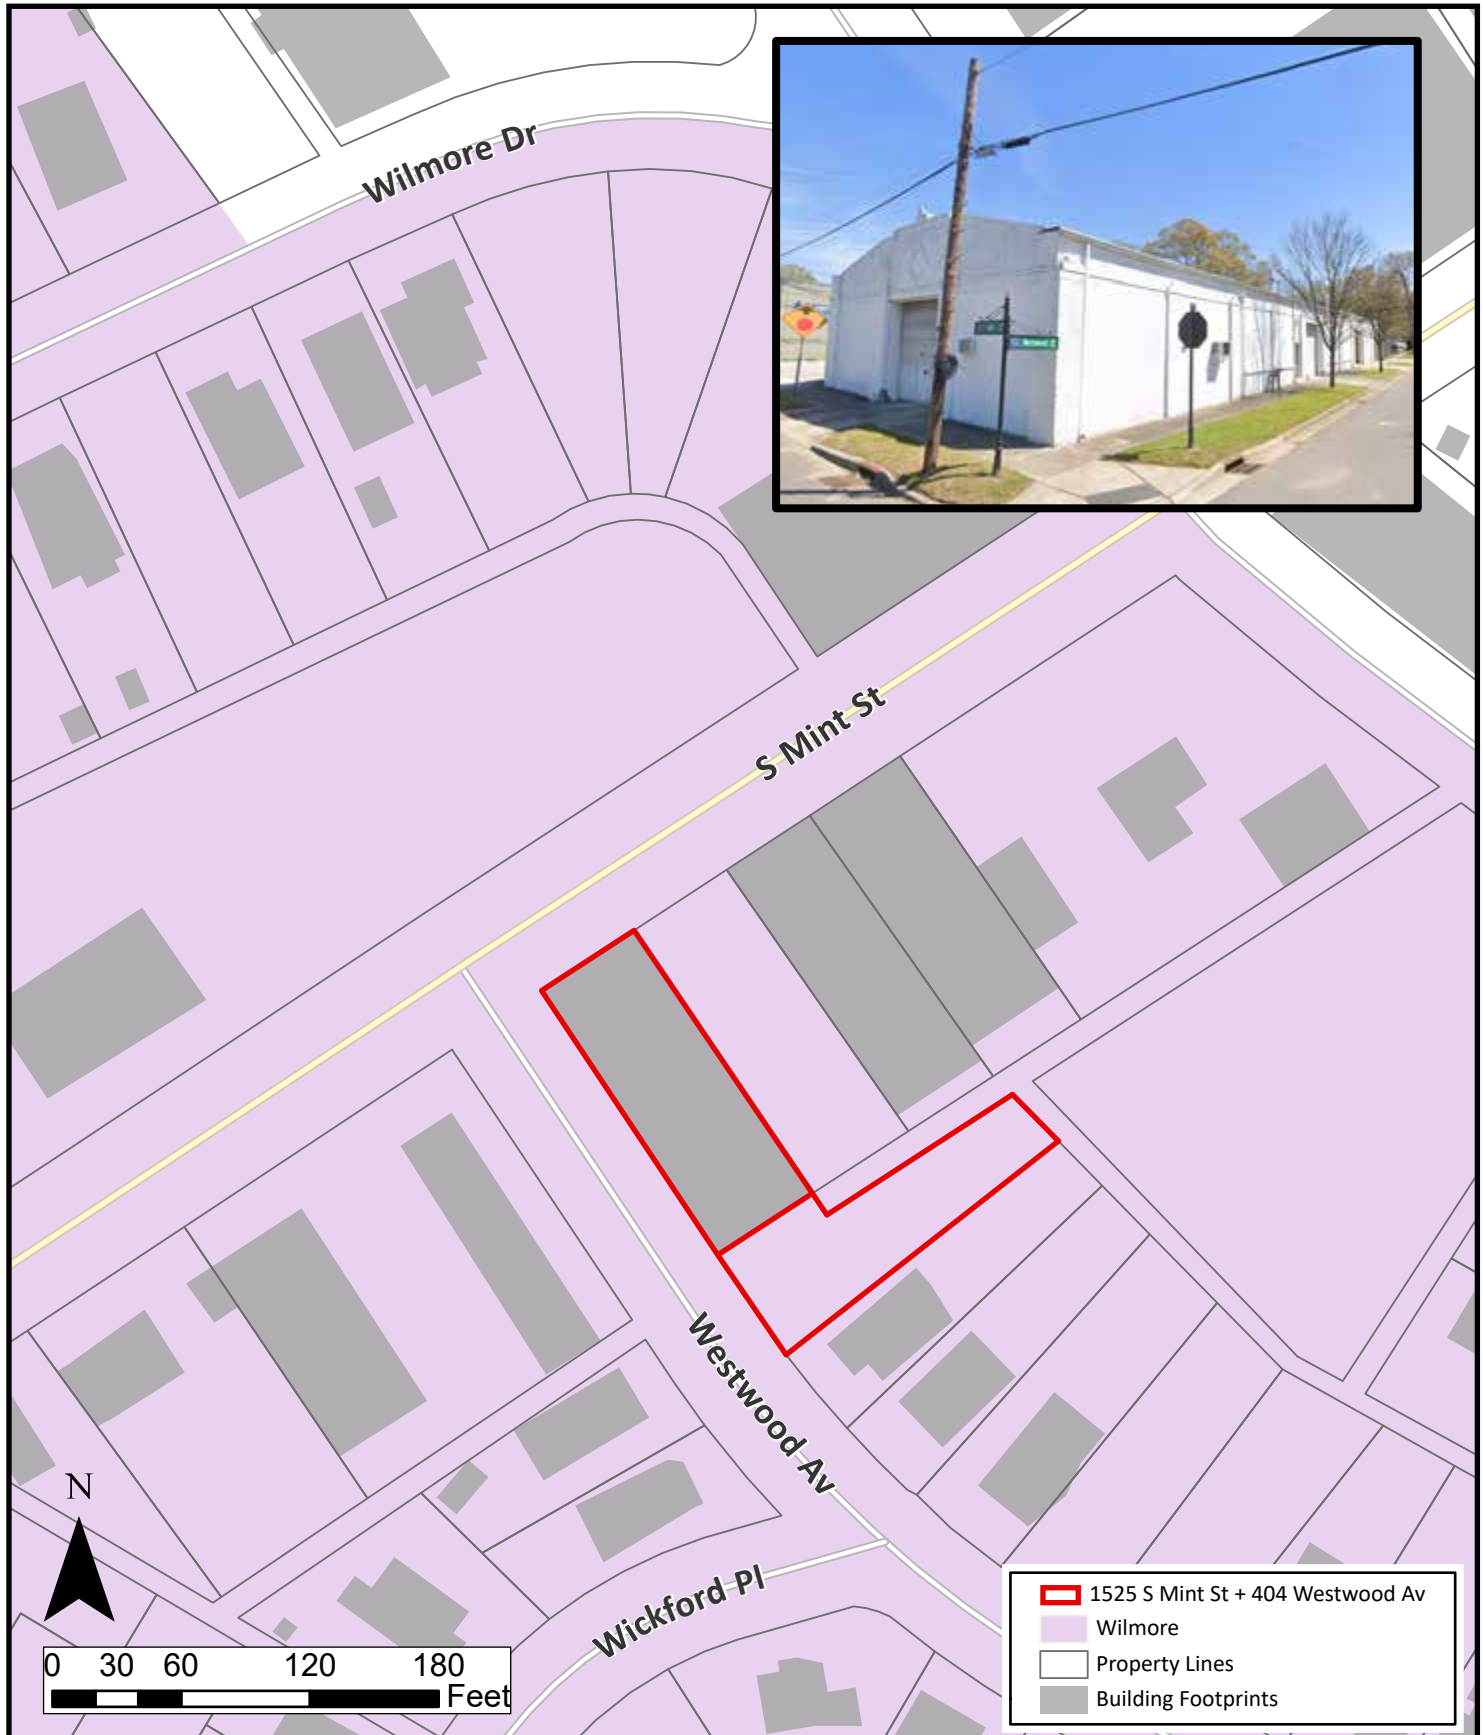 Wilmore Dr
S Mint St
Westwood Av
Wickford Pl
N
0 30 60 120 180
Feet
1525 S Mint St + 404 Westwood Av
Wilmore
Property Lines
Building Footprints